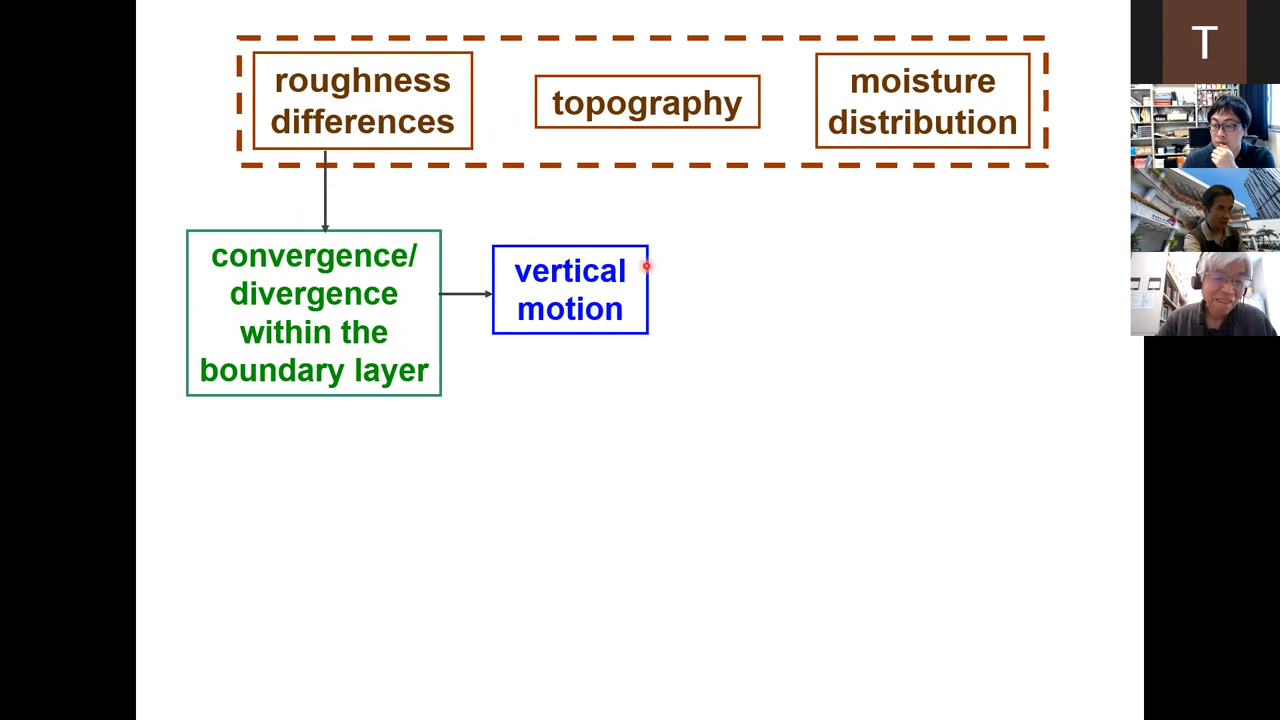 roughness
differences
topography
moisture
distribution
T
convergence/
divergence
within the
boundary layer
vertical
motion